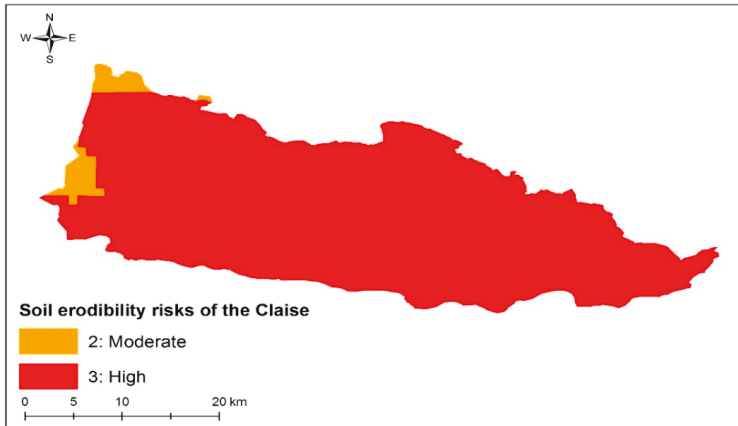 N
W E
S
Soil erodibility risks of the Claise
2: Moderate
3: High
0 5 10 20 km